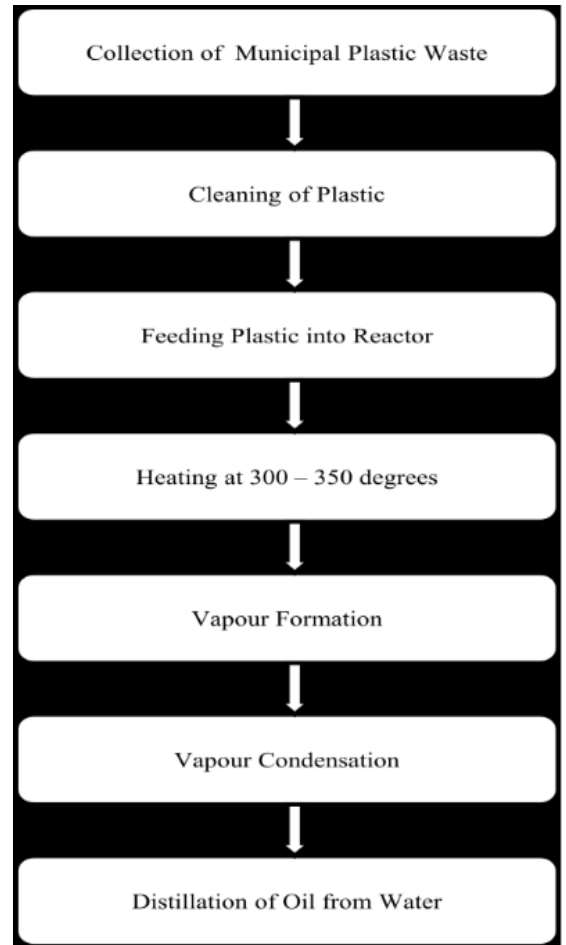 Collection of Municipal Plastic Waste
Cleaning of Plastic
Feeding Plastic into Reactor
Heating at 300 – 350 degrees
Vapour Formation
Vapour Condensation
Distillation of Oil from Water